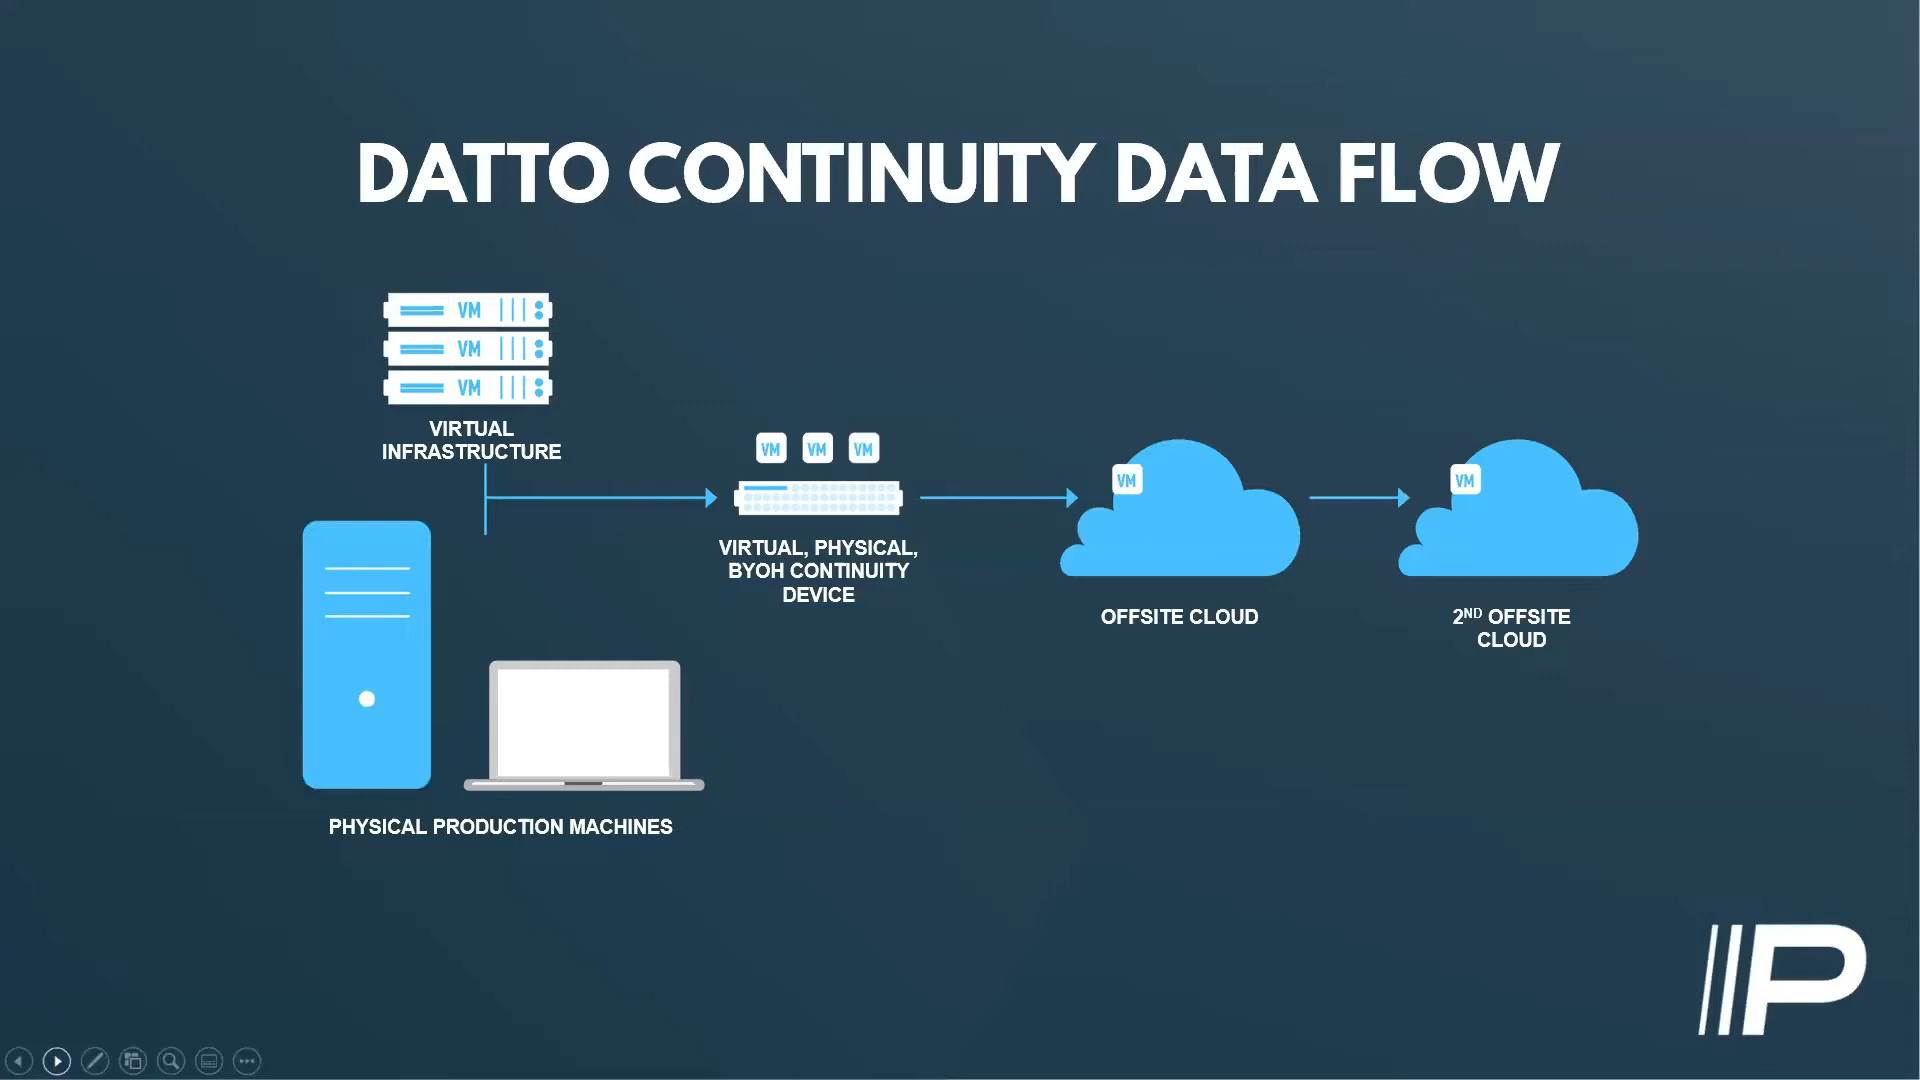 DATTO CONTINUITY DATA FLOW
VM
VM
VM
VIRTUAL
INFRASTRUCTURE
VM VM VM
VIRTUAL, PHYSICAL,
BYOH CONTINUITY
DEVICE
VM
OFFSITE CLOUD
VM
2ND OFFSITE
CLOUD
PHYSICAL PRODUCTION MACHINES
P